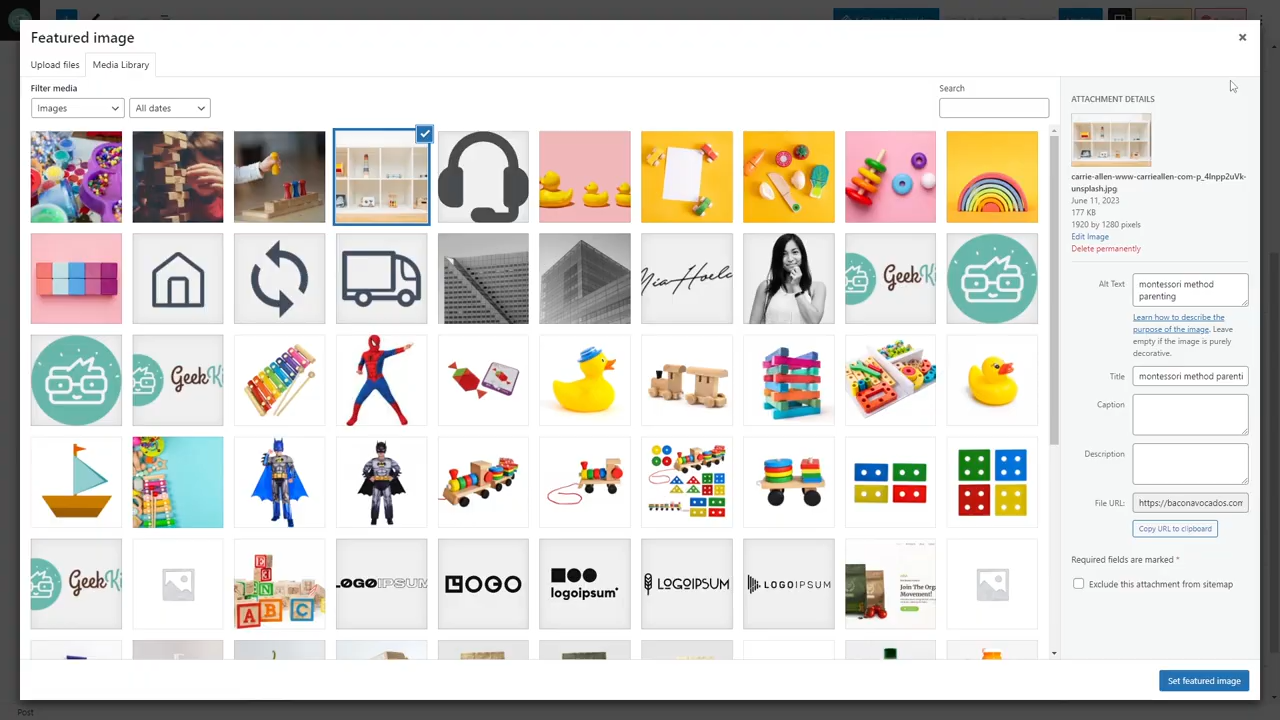 Featured image
Upload files
Media Library
Filter media
Images
All dates
Search
ATTACHMENT DETAILS
carrie-allen-www-carrieallen-com-p_4lnpp2uVk-
unsplash.jpg
June 11, 2023
177 KB
1920 by 1280 pixels
Edit Image
Delete permanently
Alt Text
montessori method
parenting
Learn how to describe the
purpose of the image. Leave
empty if the image is purely
decorative.
Title
montessori method parenti
Caption
Description
File URL:
https://baconavocados.com
Copy URL to clipboard
Required fields are marked *
Exclude this attachment from sitemap
GeekKi
GeekKi
GeekKi
LOGOIPSUM
LOGO
logoipsum
LOGOIPSUM
LOGOIPSUM
Join The Org
Movement!
A B C
Set featured image
Post